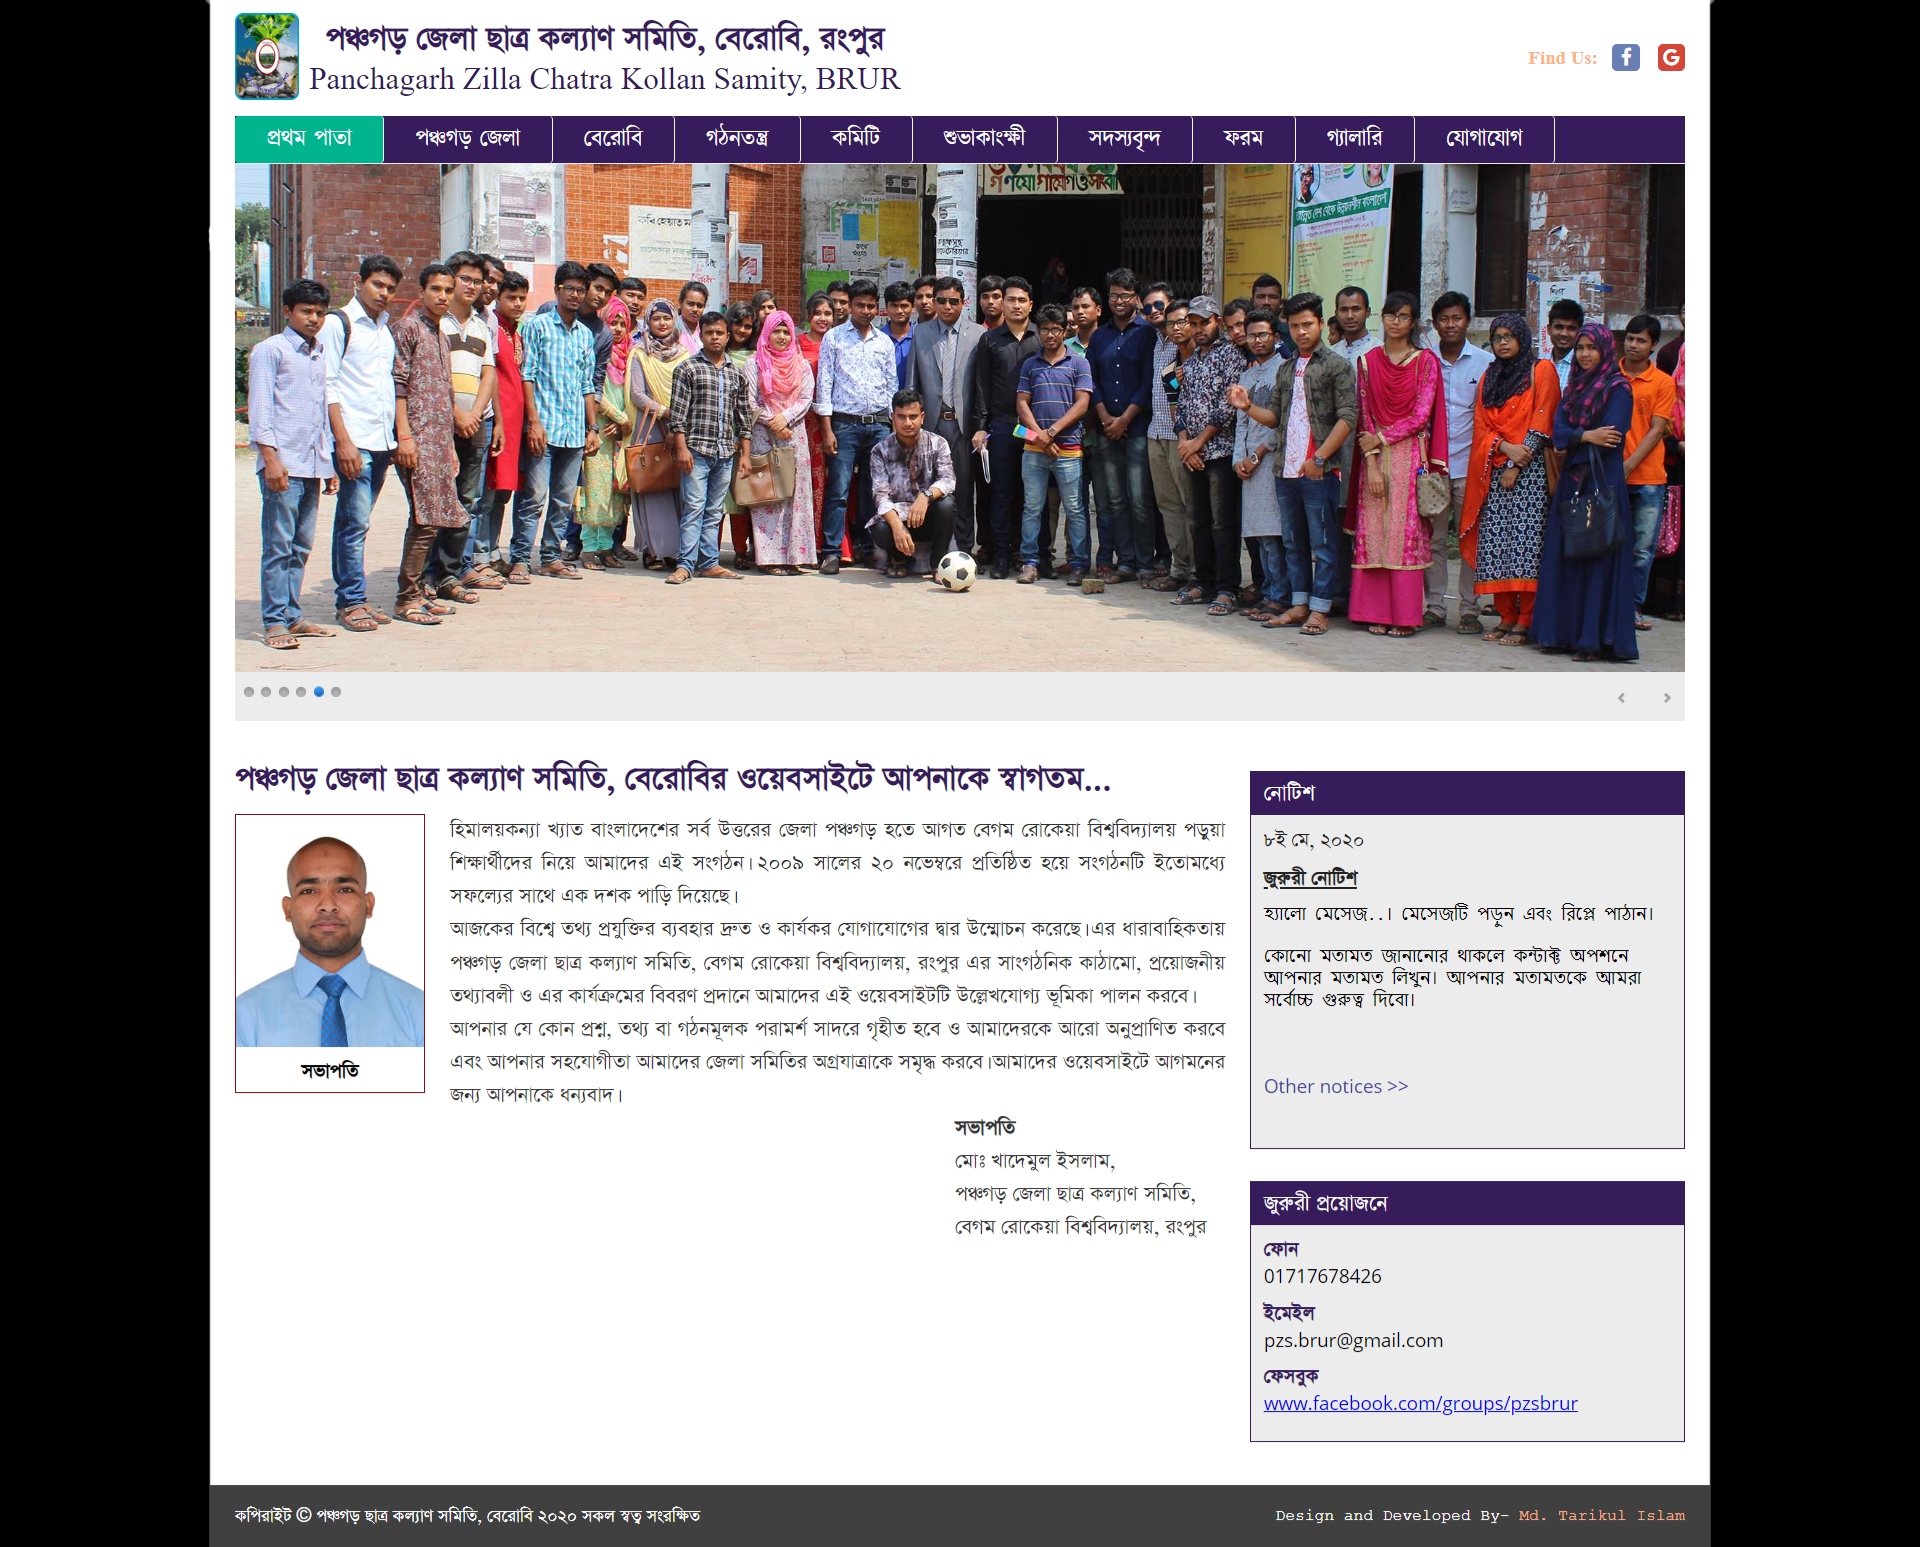 পঞ্চগড় জেলা ছাত্র কল্যাণ সমিতি, বেরোবি, রংপুর
Panchagarh Zilla Chatra Kollan Samity, BRUR
Find Us:
প্রথম পাতা পঞ্চগড় জেলা বেরোবি গঠনতন্ত্র কমিটি শুভাকাংক্ষী সদস্যবৃন্দ ফরম গ্যালারি যোগাযোগ
গণযোগাযোগ ও সাংবা
পঞ্চগড় জেলা ছাত্র কল্যাণ সমিতি, বেরোবির ওয়েবসাইটে আপনাকে স্বাগতম...
সভাপতি
হিমালয়কন্যা খ্যাত বাংলাদেশের সর্ব উত্তরের জেলা পঞ্চগড় হতে আগত বেগম রোকেয়া বিশ্ববিদ্যালয় পড়ুয়া
শিক্ষার্থীদের নিয়ে আমাদের এই সংগঠন। ২০০৯ সালের ২০ নভেম্বরে প্রতিষ্ঠিত হয়ে সংগঠনটি ইতোমধ্যে
সফল্যের সাথে এক দশক পাড়ি দিয়েছে।
আজকের বিশ্বে তথ্য প্রযুক্তির ব্যবহার দ্রুত ও কার্যকর যোগাযোগের দ্বার উম্মোচন করেছে।এর ধারাবাহিকতায়
পঞ্চগড় জেলা ছাত্র কল্যাণ সমিতি, বেগম রোকেয়া বিশ্ববিদ্যালয়, রংপুর এর সাংগঠনিক কাঠামো, প্রয়োজনীয়
তথ্যাবলী ও এর কার্যক্রমের বিবরণ প্রদানে আমাদের এই ওয়েবসাইটটি উল্লেখযোগ্য ভূমিকা পালন করবে।
আপনার যে কোন প্রশ্ন, তথ্য বা গঠনমূলক পরামর্শ সাদরে গৃহীত হবে ও আমাদেরকে আরো অনুপ্রাণিত করবে
এবং আপনার সহযোগীতা আমাদের জেলা সমিতির অগ্রযাত্রাকে সমৃদ্ধ করবে।আমাদের ওয়েবসাইটে আগমনের
জন্য আপনাকে ধন্যবাদ।
সভাপতি
মোঃ খাদেমুল ইসলাম,
পঞ্চগড় জেলা ছাত্র কল্যাণ সমিতি,
বেগম রোকেয়া বিশ্ববিদ্যালয়, রংপুর
নোটিশ
৮ই মে, ২০২০
জুরুরী নোটিশ
হ্যালো মেসেজ..। মেসেজটি পড়ুন এবং রিপ্লে পাঠান।
কোনো মতামত জানানোর থাকলে কন্টাক্ট অপশনে
আপনার মতামত লিখুন। আপনার মতামতকে আমরা
সর্বোচ্চ গুরুত্ব দিবো।
Other notices >>
জুরুরী প্রয়োজনে
ফোন
01717678426
ইমেইল
pzs.brur@gmail.com
ফেসবুক
www.facebook.com/groups/pzsbrur
কপিরাইট © পঞ্চগড় ছাত্র কল্যাণ সমিতি, বেরোবি ২০২০ সকল স্বত্ব সংরক্ষিত
Design and Developed By- Md. Tarikul Islam